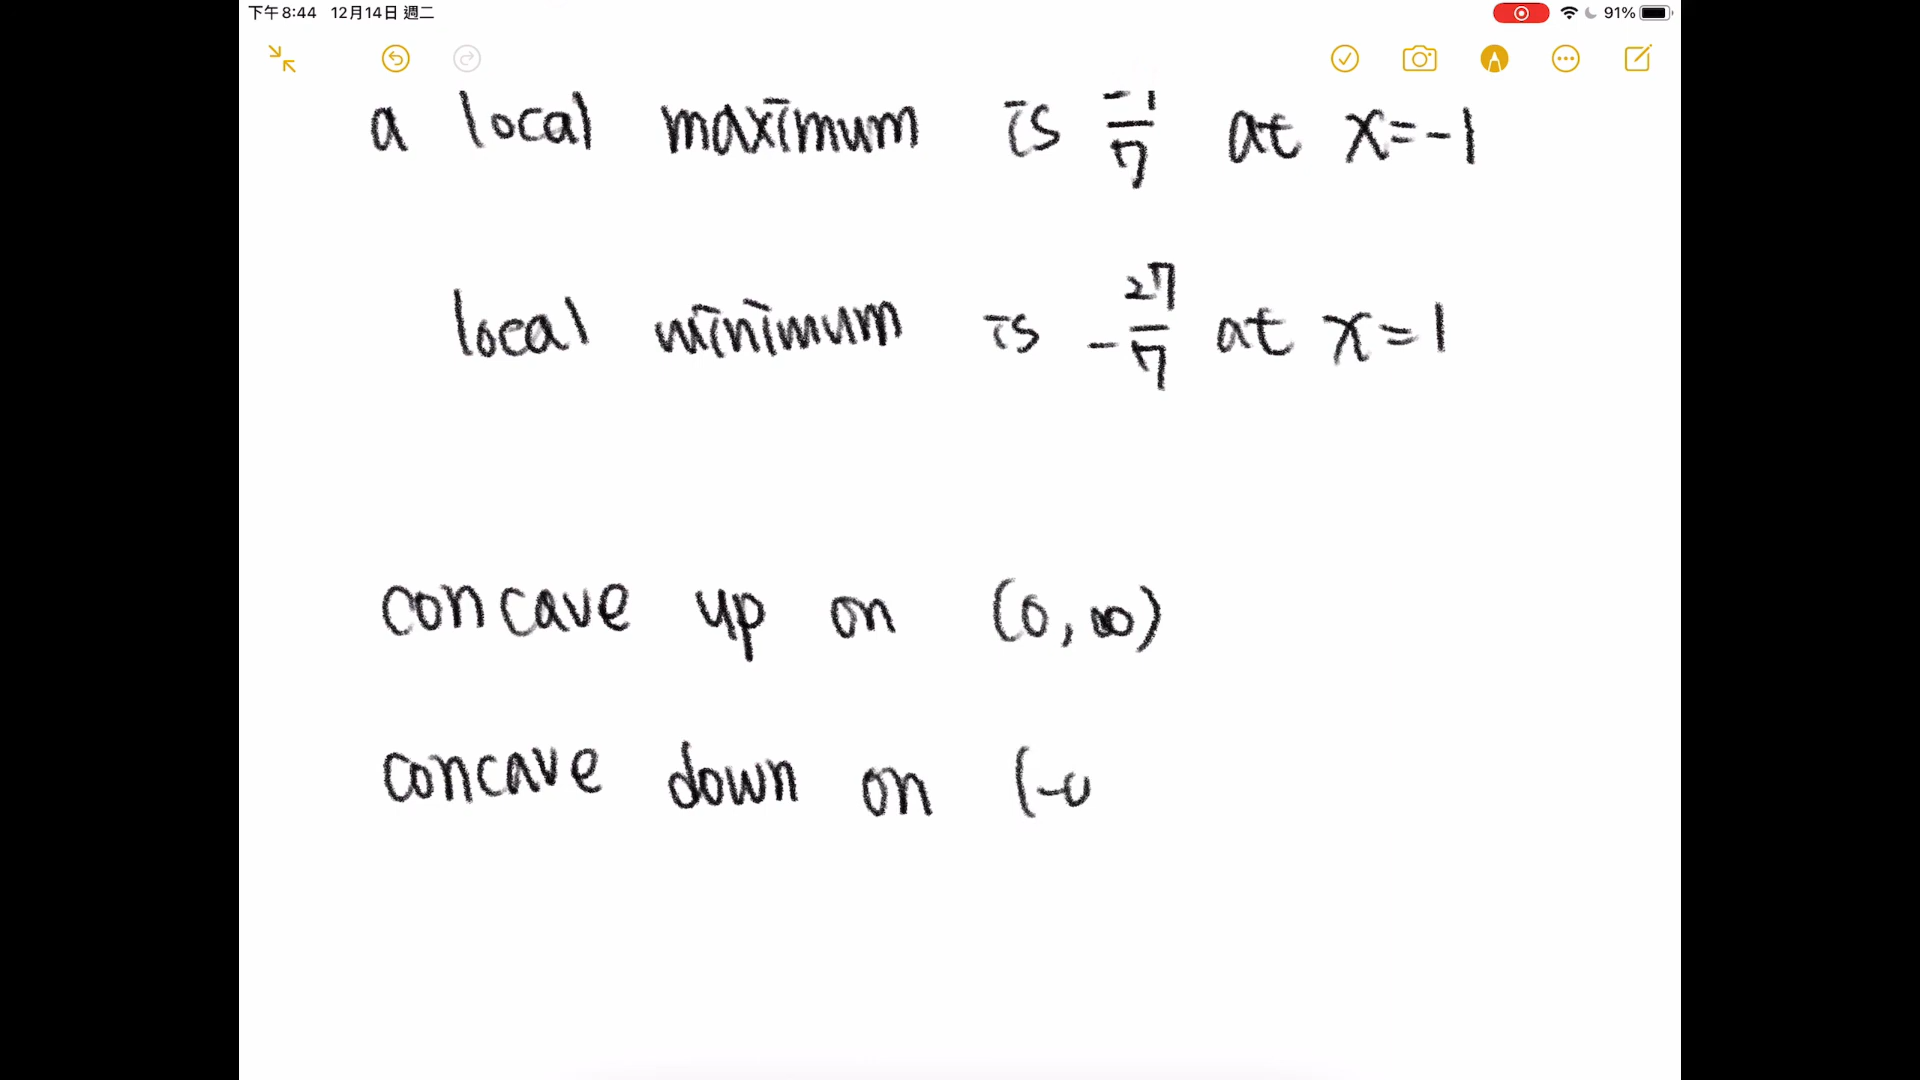 下午8:44 12月14日 週二 91%
a local maximum is -1/7 at x=-1
local minimum is -27/7 at x=1
concave up on (0,∞)
concave down on (-